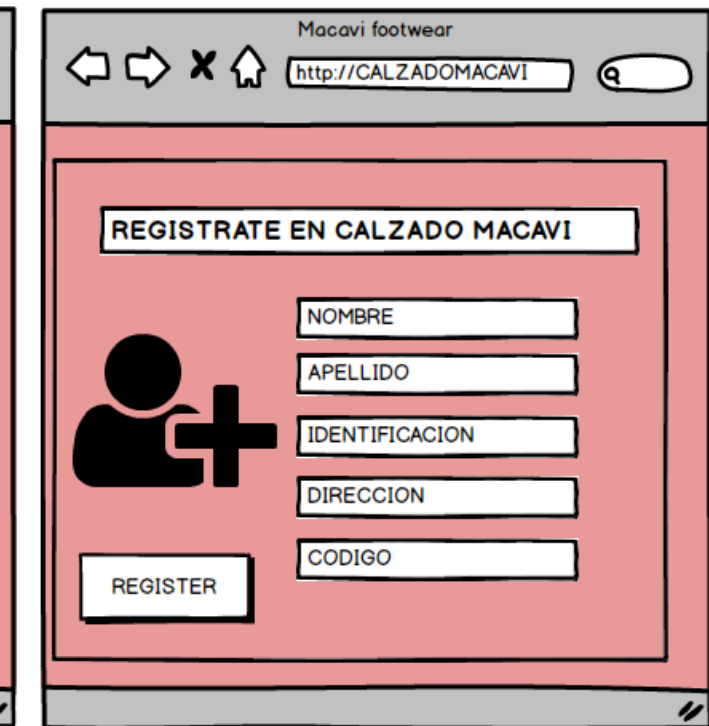 Macavi footwear
http://CALZADOMACAVI
REGISTRATE EN CALZADO MACAVI
NOMBRE
APELLIDO
IDENTIFICACION
DIRECCION
CODIGO
REGISTER